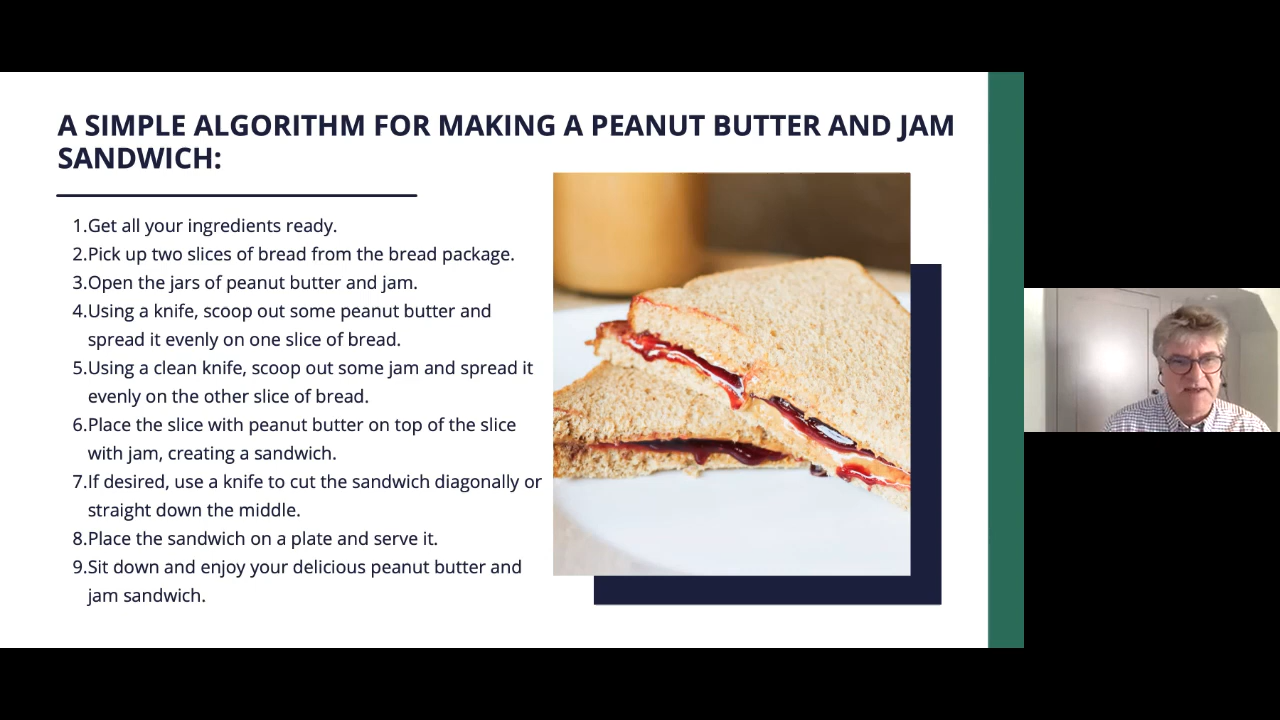 A SIMPLE ALGORITHM FOR MAKING A PEANUT BUTTER AND JAM
SANDWICH:
1.Get all your ingredients ready.
2.Pick up two slices of bread from the bread package.
3.Open the jars of peanut butter and jam.
4.Using a knife, scoop out some peanut butter and
spread it evenly on one slice of bread.
5.Using a clean knife, scoop out some jam and spread it
evenly on the other slice of bread.
6.Place the slice with peanut butter on top of the slice
with jam, creating a sandwich.
7.If desired, use a knife to cut the sandwich diagonally or
straight down the middle.
8.Place the sandwich on a plate and serve it.
9.Sit down and enjoy your delicious peanut butter and
jam sandwich.